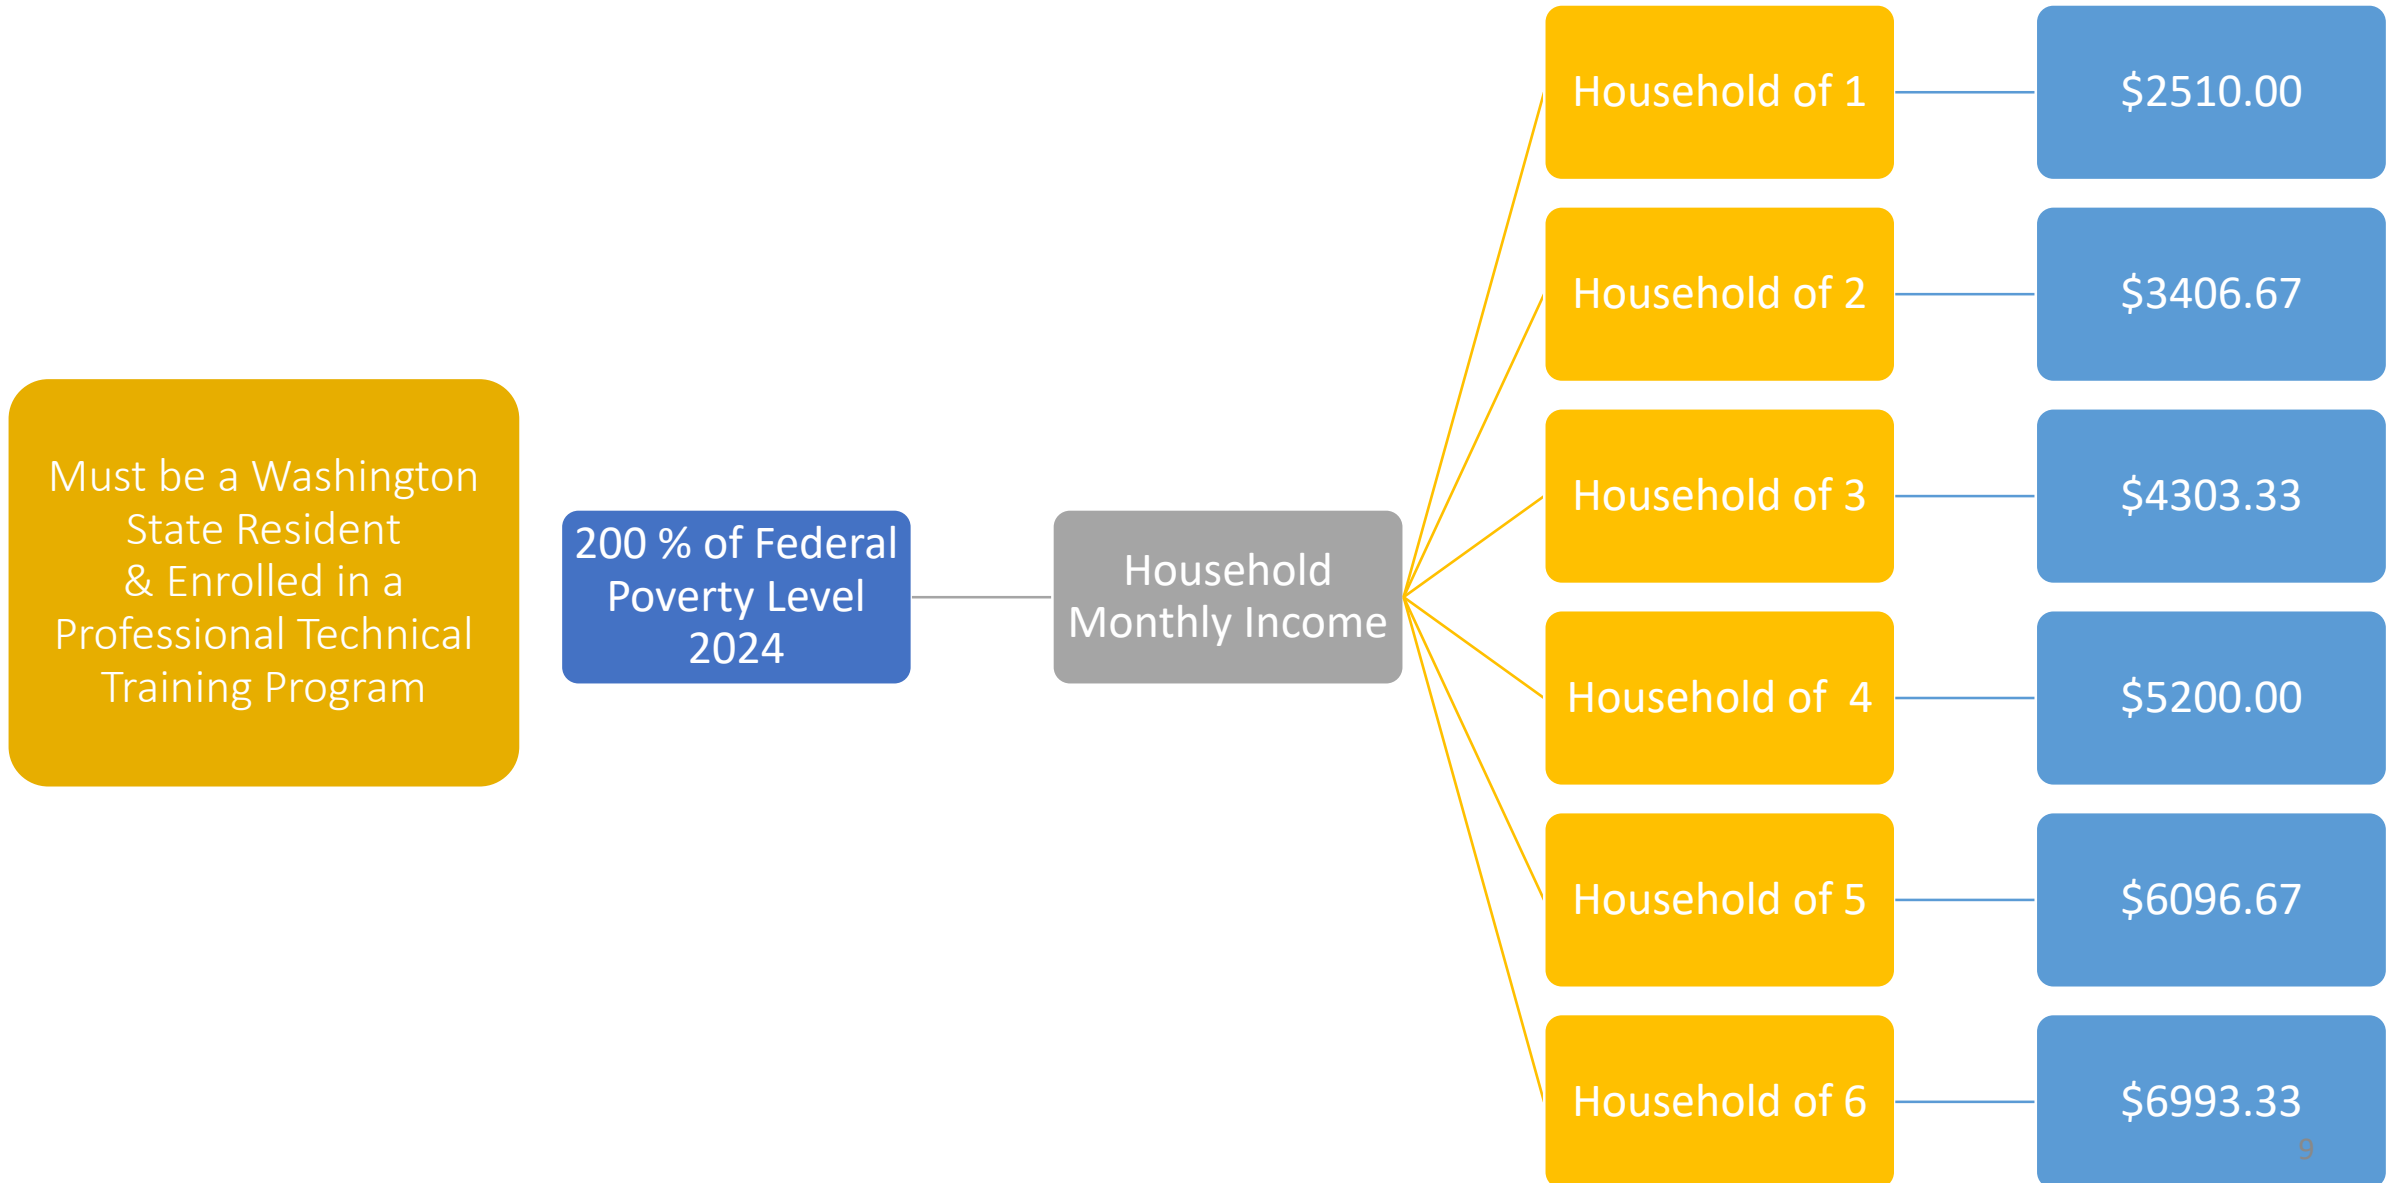 Must be a Washington
State Resident
& Enrolled in a
Professional Technical
Training Program
200 % of Federal
Poverty Level
2024
Household
Monthly Income
Household of 1
$2510.00
Household of 2
$3406.67
Household of 3
$4303.33
Household of  4
$5200.00
Household of 5
$6096.67
Household of 6
$6993.33
9